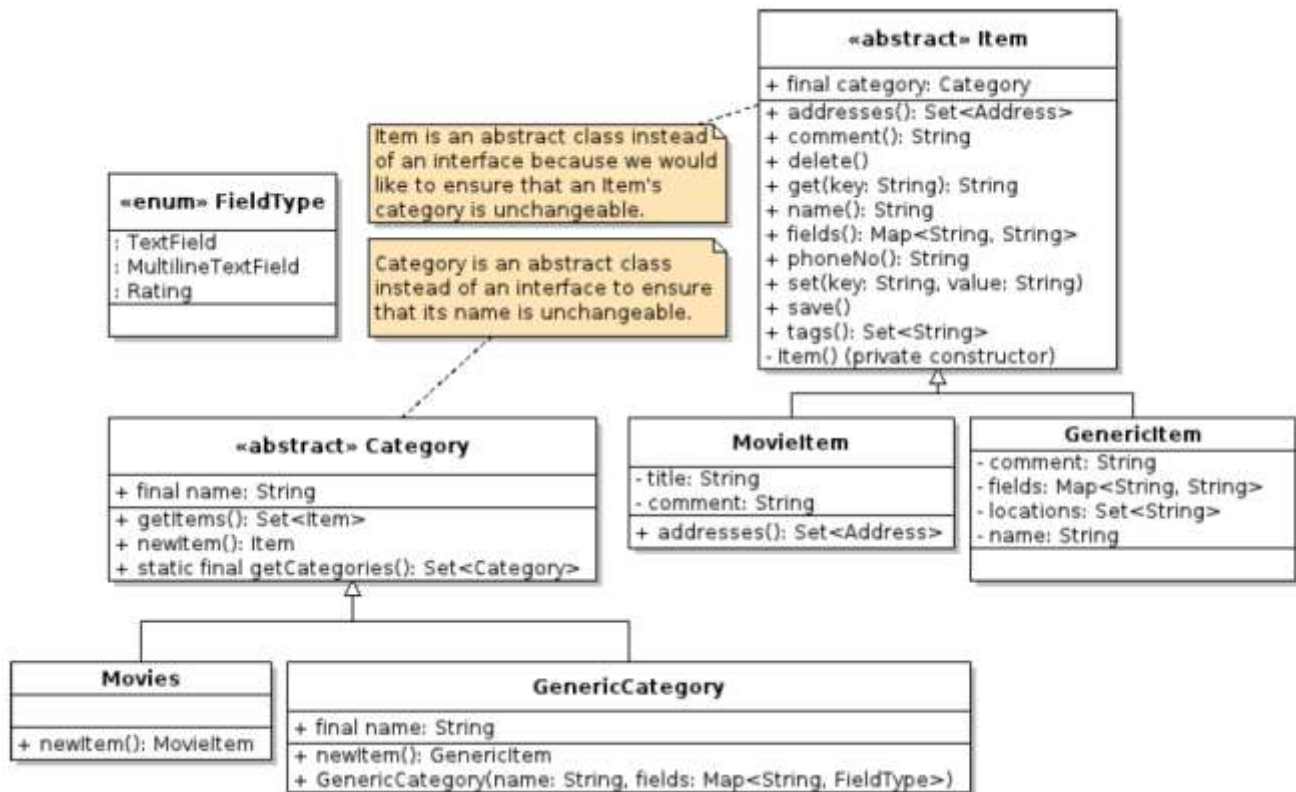 «abstract» Item
+ final category: Category
+ addresses(): Set<Address>
+ comment(): String
+ delete()
+ get(key: String): String
+ name(): String
+ fields(): Map<String, String>
+ phoneNo(): String
+ set(key: String, value: String)
+ save()
+ tags(): Set<String>
- Item() (private constructor)
Item is an abstract class instead
of an interface because we would
like to ensure that an Item's
category is unchangeable.
«enum» FieldType
: TextField
: MultilineTextField
: Rating
Category is an abstract class
instead of an interface to ensure
that its name is unchangeable.
«abstract» Category
+ final name: String
+ getItems(): Set<Item>
+ newItem(): Item
+ static final getCategories(): Set<Category>
MovieItem
- title: String
- comment: String
+ addresses(): Set<Address>
GenericItem
- comment: String
- fields: Map<String, String>
- locations: Set<String>
- name: String
Movies
+ newItem(): MovieItem
GenericCategory
+ final name: String
+ newItem(): GenericItem
+ GenericCategory(name: String, fields: Map<String, FieldType>)